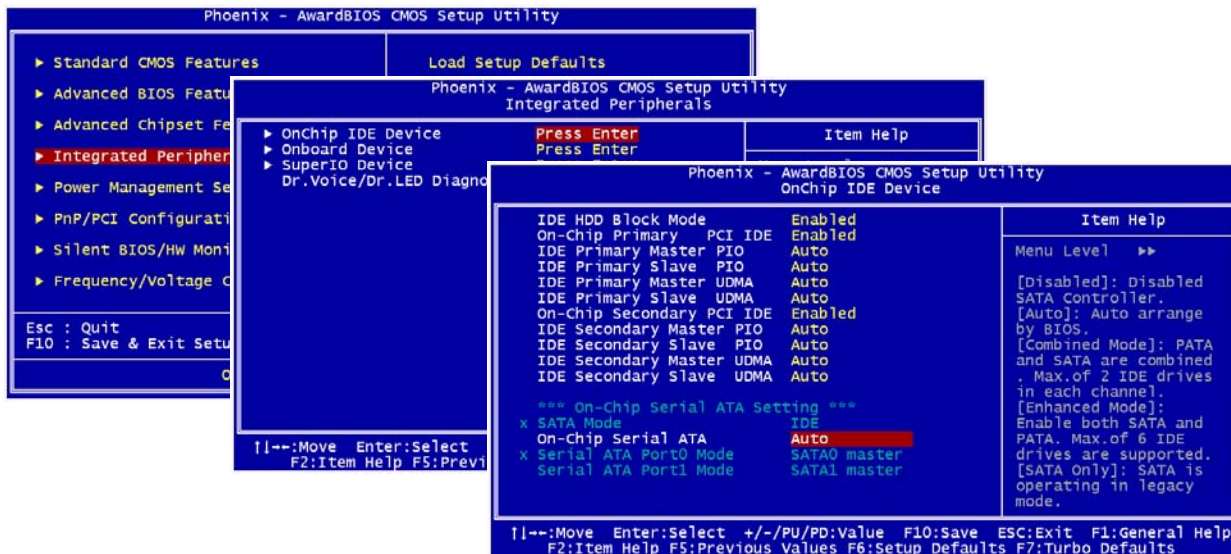 Phoenix - AwardBIOS CMOS Setup Utility
▶ Standard CMOS Features
Load Setup Defaults
▶ Advanced BIOS Featu
▶ Advanced Chipset Fe
▶ Integrated Peripher
▶ Power Management Se
▶ PnP/PCI Configurati
▶ Silent BIOS/HW Moni
▶ Frequency/Voltage C
Esc : Quit
F10 : Save & Exit Setu
Phoenix - AwardBIOS CMOS Setup Utility
Integrated Peripherals
▶ OnChip IDE Device Press Enter
▶ Onboard Device Press Enter
▶ SuperIO Device
Dr.Voice/Dr.LED Diagno
Item Help
↑↓→←:Move Enter:Select
F2:Item Help F5:Previ
Phoenix - AwardBIOS CMOS Setup Utility
OnChip IDE Device
IDE HDD Block Mode Enabled
On-Chip Primary PCI IDE Enabled
IDE Primary Master PIO Auto
IDE Primary Slave PIO Auto
IDE Primary Master UDMA Auto
IDE Primary Slave UDMA Auto
On-Chip Secondary PCI IDE Enabled
IDE Secondary Master PIO Auto
IDE Secondary Slave PIO Auto
IDE Secondary Master UDMA Auto
IDE Secondary Slave UDMA Auto
*** On-Chip Serial ATA Setting ***
x SATA Mode IDE
On-Chip Serial ATA Auto
x Serial ATA Port0 Mode SATA0 master
Serial ATA Port1 Mode SATA1 master
Item Help
Menu Level ▶▶
[Disabled]: Disabled
SATA Controller.
[Auto]: Auto arrange
by BIOS.
[Combined Mode]: PATA
and SATA are combined
. Max.of 2 IDE drives
in each channel.
[Enhanced Mode]:
Enable both SATA and
PATA. Max.of 6 IDE
drives are supported.
[SATA Only]: SATA is
operating in legacy
mode.
↑↓→←:Move Enter:Select +/-/PU/PD:Value F10:Save ESC:Exit F1:General Help
F2:Item Help F5:Previous Values F6:Setup Defaults F7:Turbo Defaults